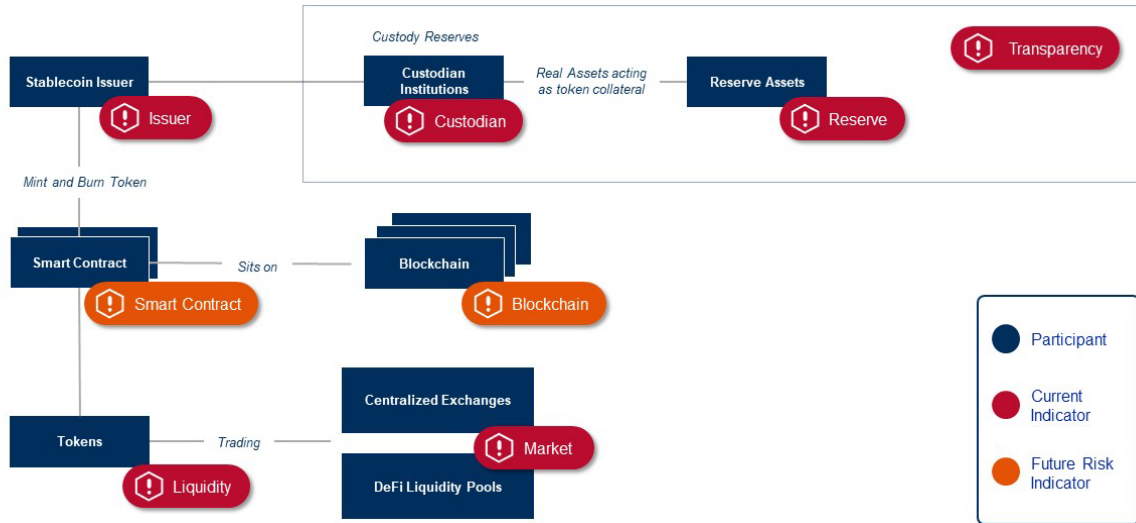 Custody Reserves
Transparency
Stablecoin Issuer
Custodian
Institutions
Real Assets acting
as token collateral
Reserve Assets
Issuer
Custodian
Reserve
Mint and Burn Token
Smart Contract
Sits on
Blockchain
Smart Contract
Blockchain
Participant
Centralized Exchanges
Current
Indicator
Tokens
Trading
Market
Liquidity
DeFi Liquidity Pools
Future Risk
Indicator